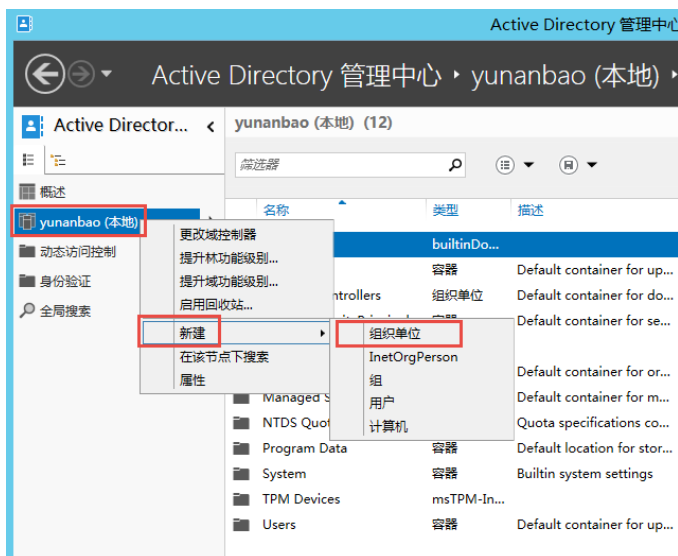 Active Directory 管理中心
Active Directory 管理中心 ‣ yunanbao (本地) ‣
Active Director...
yunanbao (本地) (12)
筛选器
概述
yunanbao (本地)
动态访问控制
身份验证
全局搜索
名称 类型 描述
builtinDo...
容器 Default container for up...
ntrollers 组织单位 Default container for do...
Default container for se...
Default container for or...
Managed S Default container for m...
NTDS Quot Quota specifications co...
Program Data 容器 Default location for stor...
System 容器 Builtin system settings
TPM Devices msTPM-In...
Users 容器 Default container for up...
更改域控制器
提升林功能级别...
提升域功能级别...
启用回收站...
新建
在该节点下搜索
属性
组织单位
InetOrgPerson
组
用户
计算机